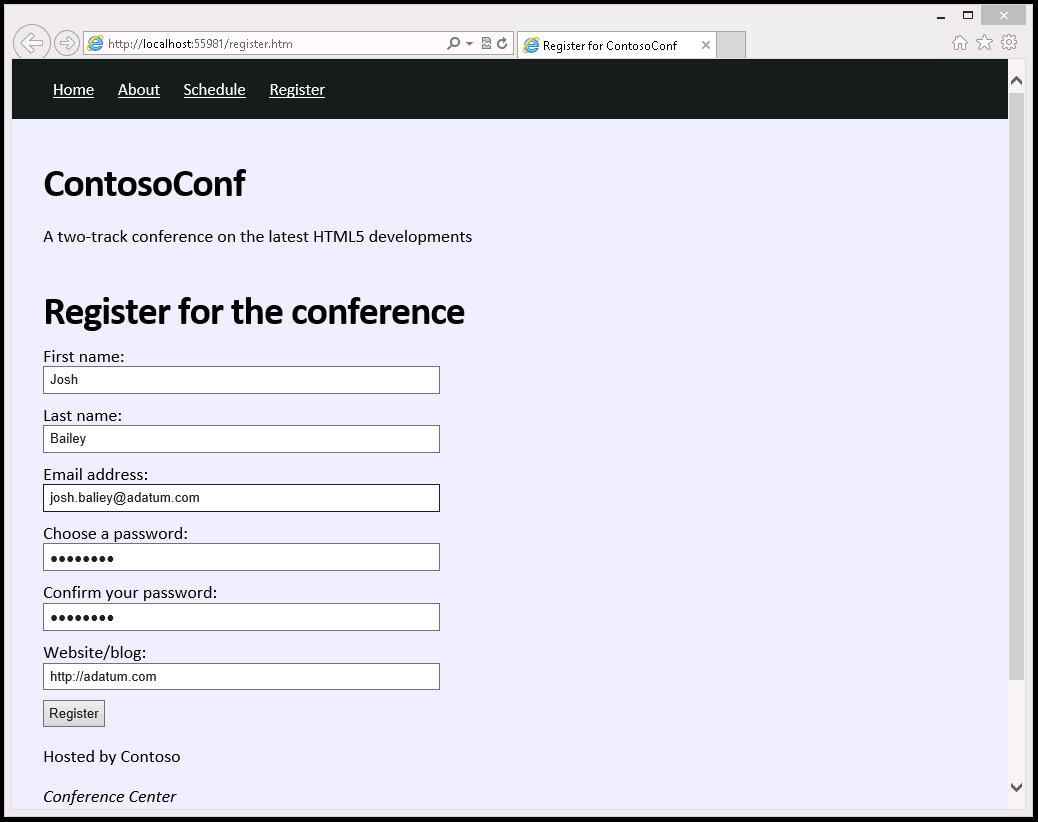 http://localhost:55981/register.htm
Register for ContosoConf
Home About Schedule Register
ContosoConf
A two-track conference on the latest HTML5 developments
Register for the conference
First name:
Josh
Last name:
Bailey
Email address:
josh.baliey@adatum.com
Choose a password:
••••••••
Confirm your password:
••••••••
Website/blog:
http://adatum.com
Register
Hosted by Contoso
Conference Center